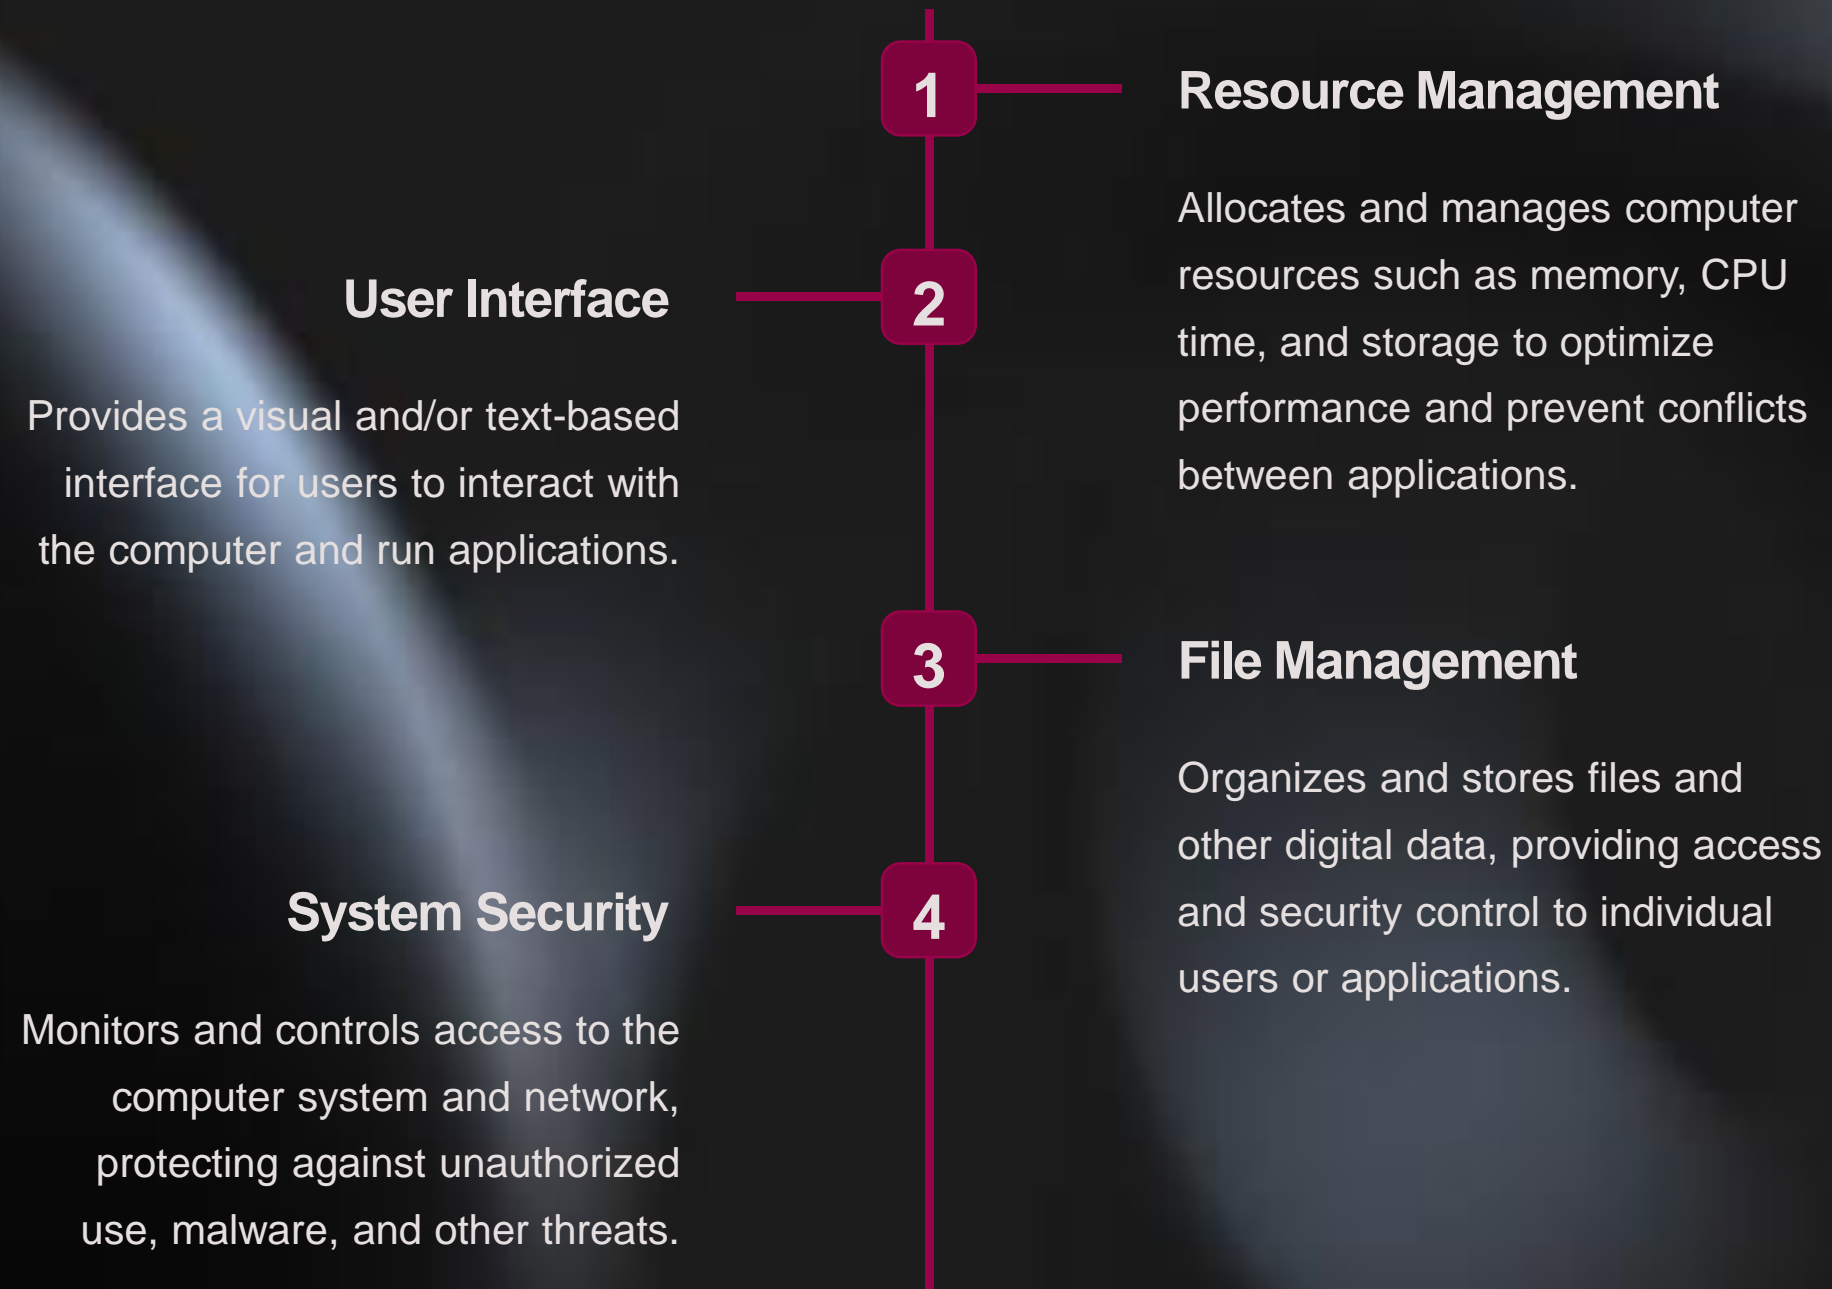 1
Resource Management
Allocates and manages computer
resources such as memory, CPU
time, and storage to optimize
performance and prevent conflicts
between applications.
2
User Interface
Provides a visual and/or text-based
interface for users to interact with
the computer and run applications.
3
File Management
Organizes and stores files and
other digital data, providing access
and security control to individual
users or applications.
4
System Security
Monitors and controls access to the
computer system and network,
protecting against unauthorized
use, malware, and other threats.